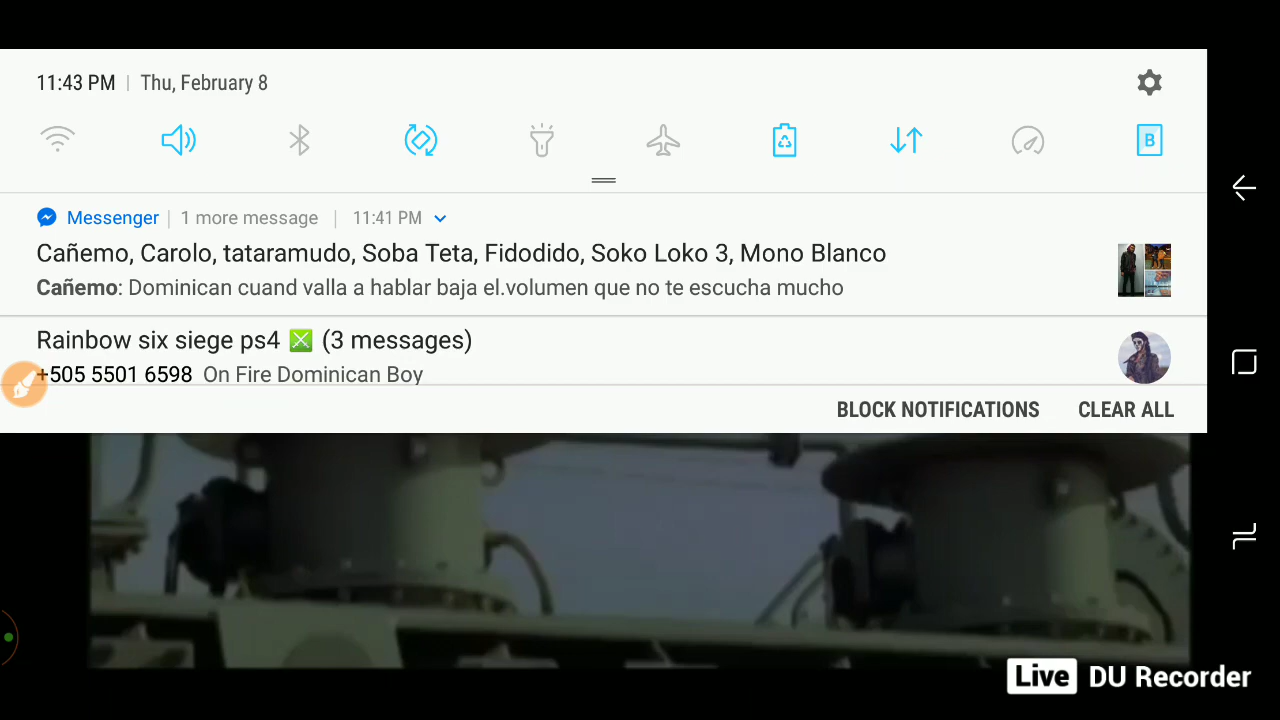 11:43 PM | Thu, February 8
B
Messenger | 1 more message | 11:41 PM
Cañemo, Carolo, tataramudo, Soba Teta, Fidodido, Soko Loko 3, Mono Blanco
Cañemo: Dominican cuand valla a hablar baja el.volumen que no te escucha mucho
Rainbow six siege ps4 (3 messages)
+505 5501 6598 On Fire Dominican Boy
BLOCK NOTIFICATIONS CLEAR ALL
Live DU Recorder